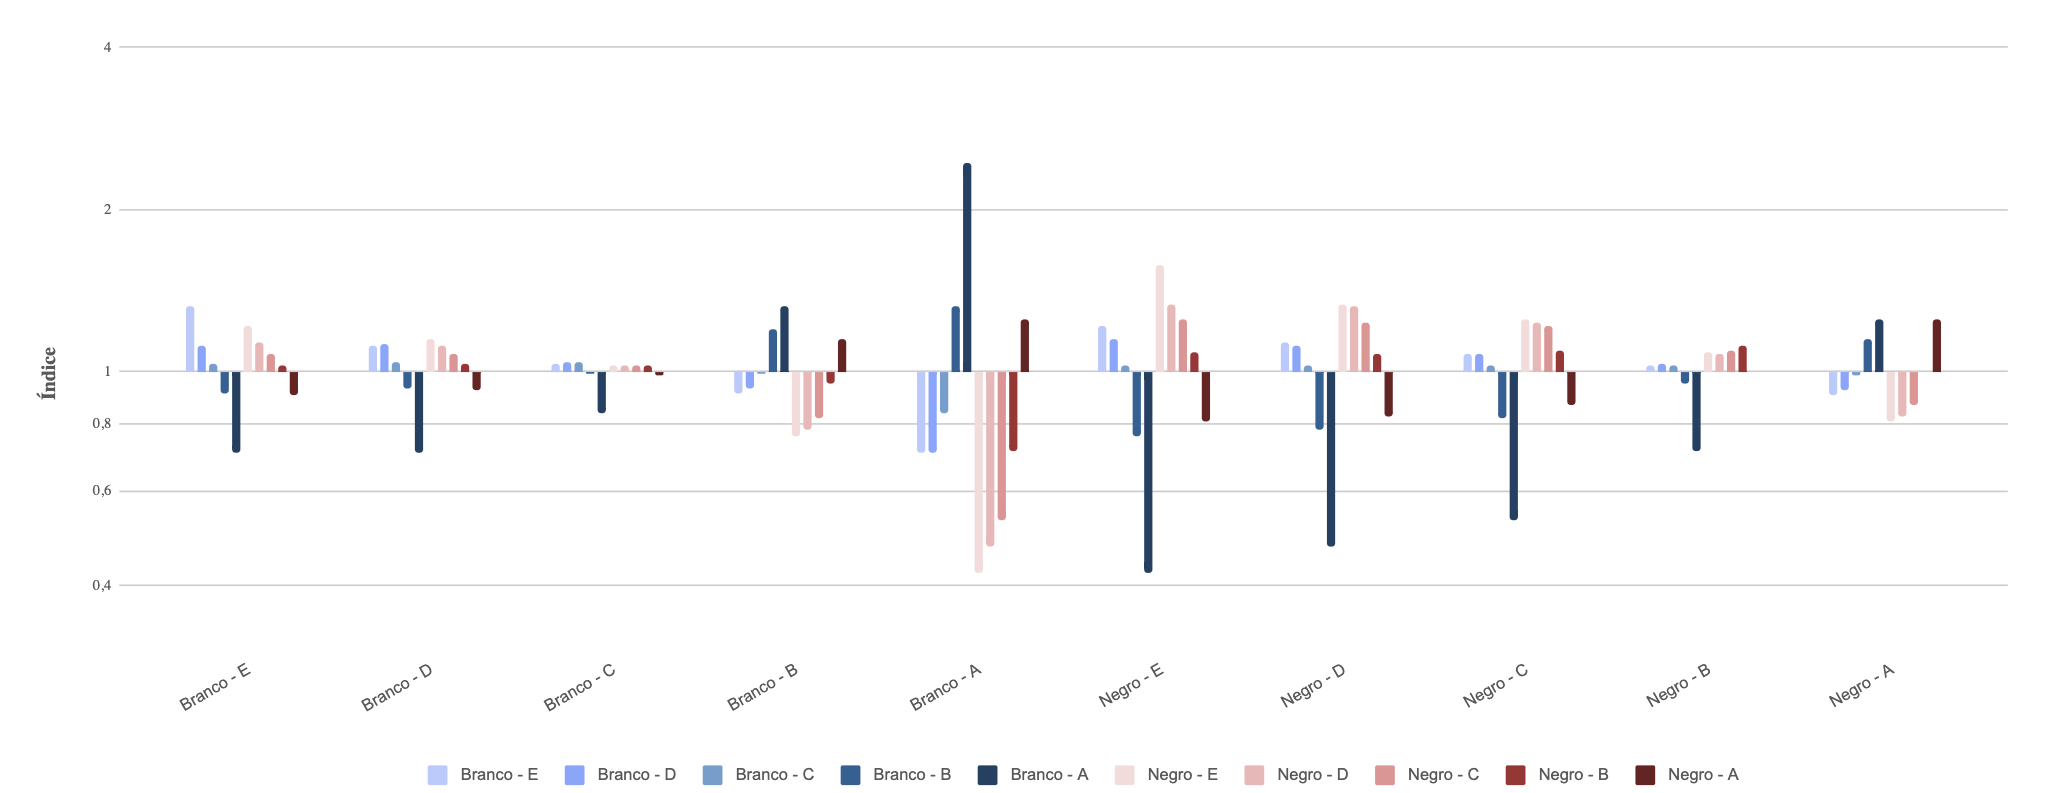 4
2
1
0,8
0,6
0,4
Índice
Branco - E
Branco - D
Branco - C
Branco - B
Branco - A
Negro - E
Negro - D
Negro - C
Negro - B
Negro - A
Branco - E Branco - D Branco - C Branco - B Branco - A Negro - E Negro - D Negro - C Negro - B Negro - A